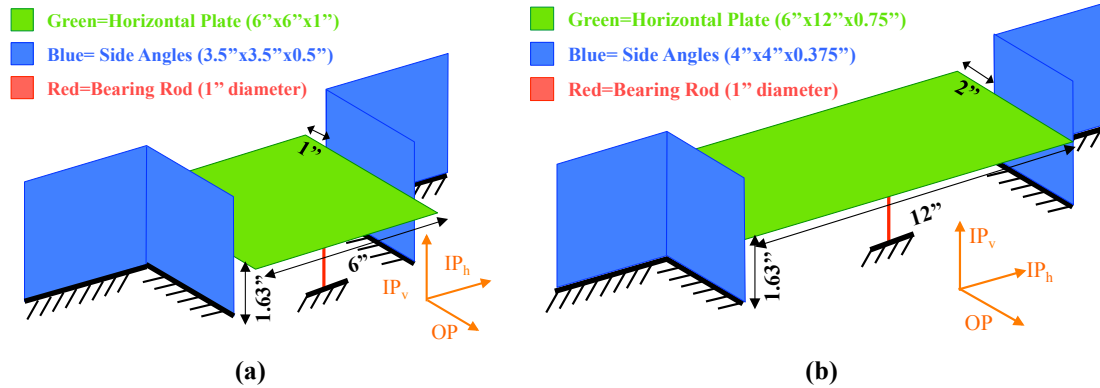 Green=Horizontal Plate (6”x6”x1”)
Blue= Side Angles (3.5”x3.5”x0.5”)
Red=Bearing Rod (1” diameter)
1”
6”
1.63”
IPv
IPh
OP
(a)
Green=Horizontal Plate (6”x12”x0.75”)
Blue= Side Angles (4”x4”x0.375”)
Red=Bearing Rod (1” diameter)
2”
12”
1.63”
IPv
IPh
OP
(b)